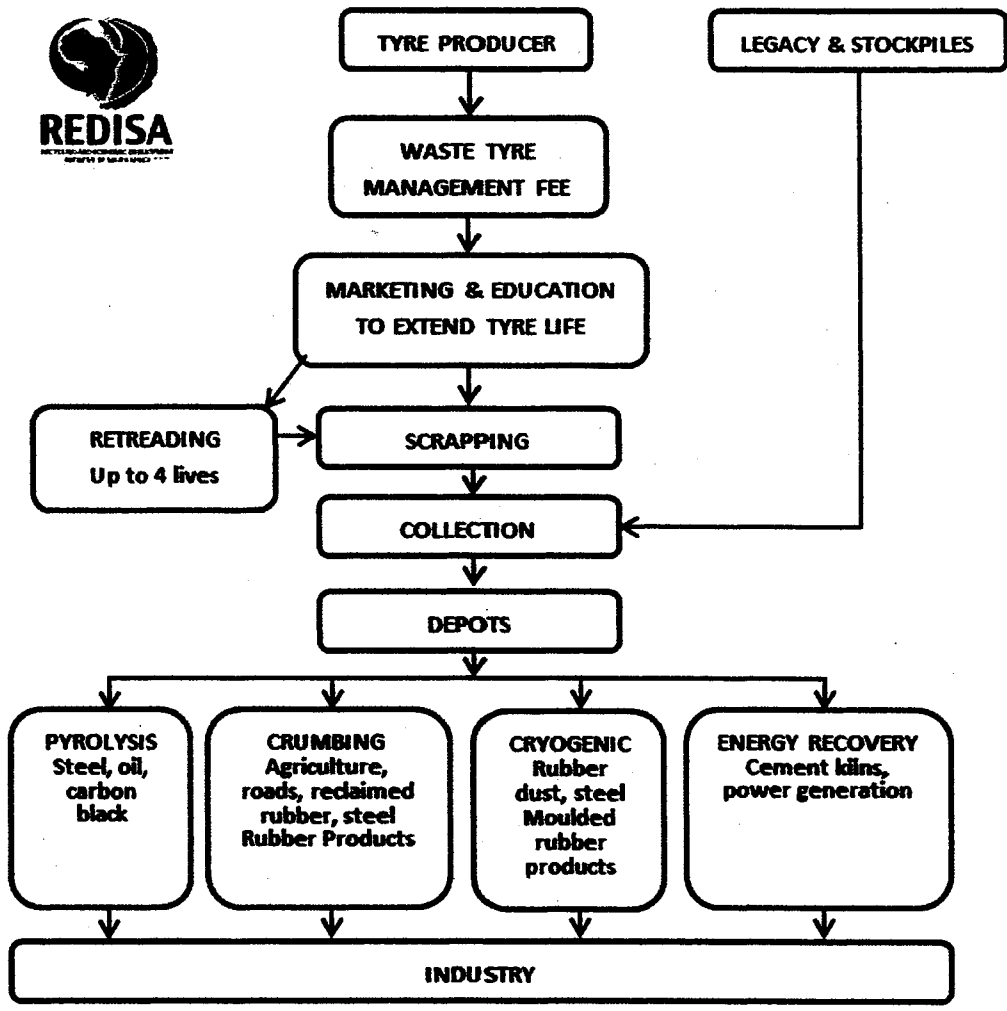 TYRE PRODUCER
LEGACY & STOCKPILES
REDISA
WASTE TYRE
MANAGEMENT FEE
MARKETING & EDUCATION
TO EXTEND TYRE LIFE
RETREADING
Up to 4 lives
SCRAPPING
COLLECTION
DEPOTS
PYROLYSIS
Steel, oil,
carbon
black
CRUMBING
Agriculture,
roads, reclaimed
rubber, steel
Rubber Products
CRYOGENIC
Rubber
dust, steel
Moulded
rubber
products
ENERGY RECOVERY
Cement kilns,
power generation
INDUSTRY